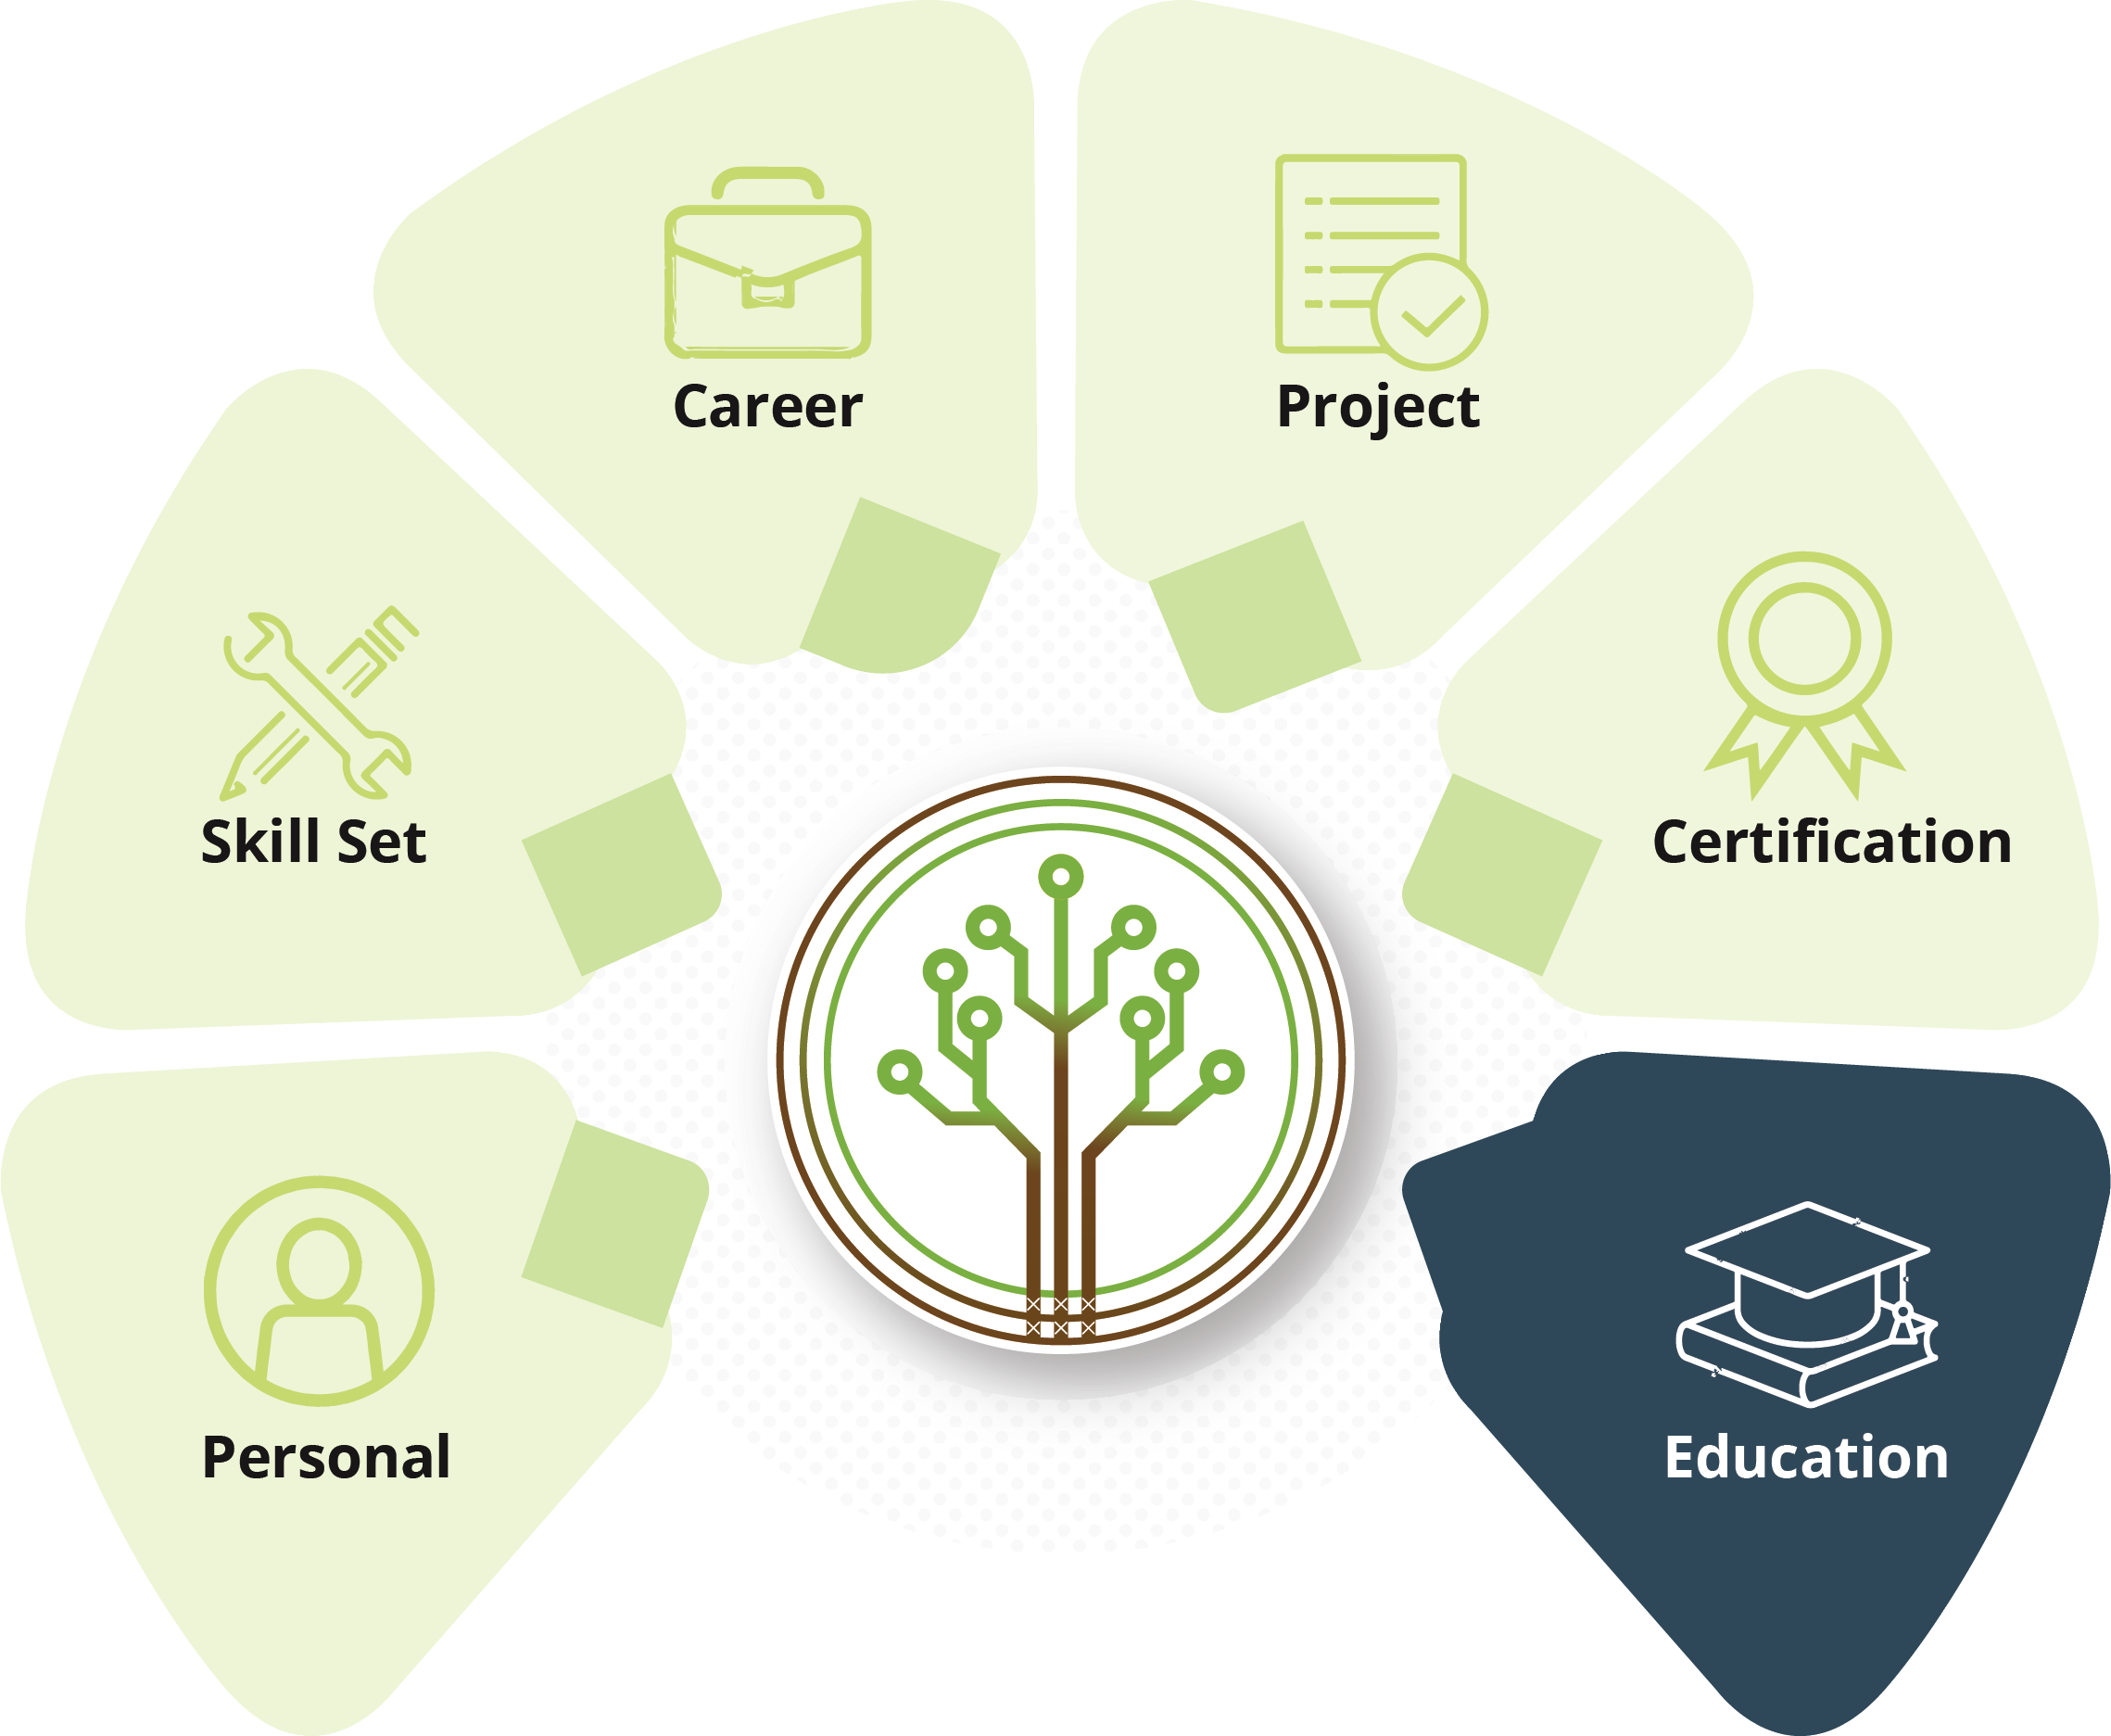 Career
Project
Skill Set
Certification
Personal
Education